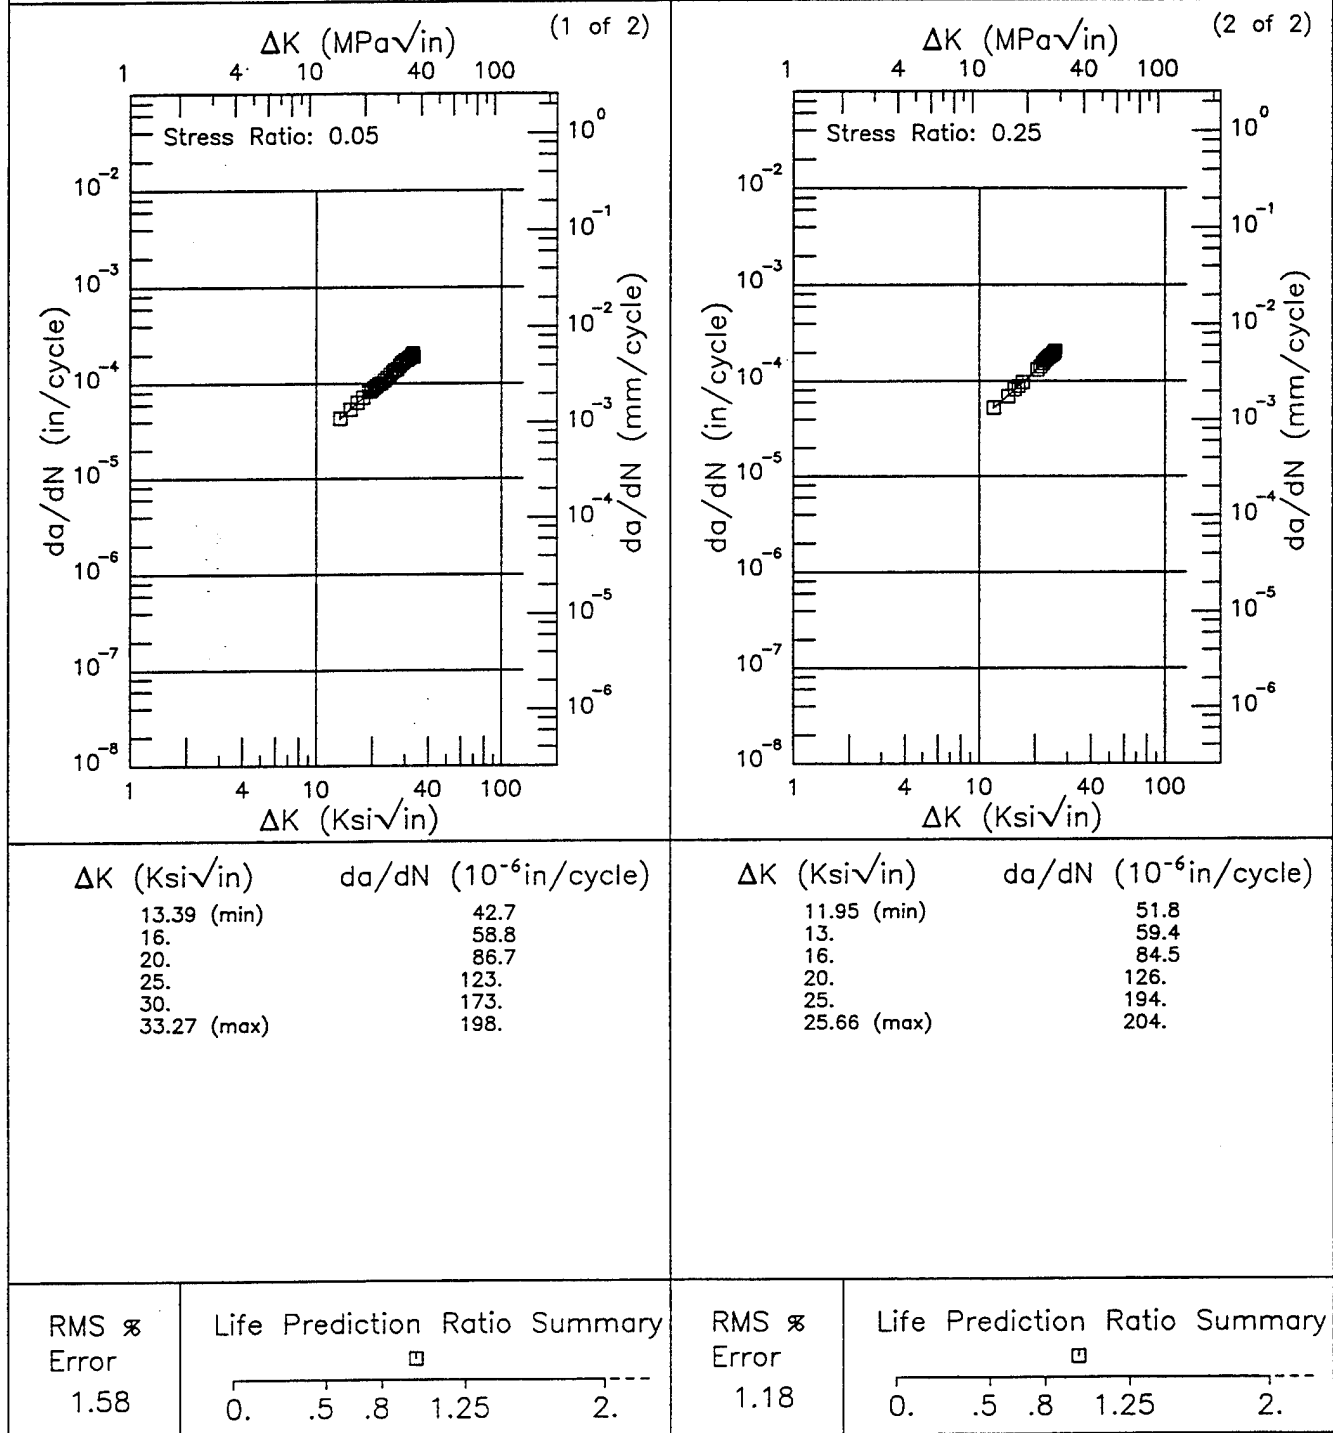 (1 of 2)
ΔK (MPa√in)
1 4 10 40 100
Stress Ratio: 0.05
10⁰
10⁻¹
10⁻²
10⁻³
10⁻⁴
10⁻⁵
10⁻⁶
da/dN (mm/cycle)
10⁻²
10⁻³
10⁻⁴
10⁻⁵
10⁻⁶
10⁻⁷
10⁻⁸
da/dN (in/cycle)
1 4 10 40 100
ΔK (Ksi√in)
ΔK (Ksi√in) da/dN (10⁻⁶in/cycle)
13.39 (min) 42.7
16. 58.8
20. 86.7
25. 123.
30. 173.
33.27 (max) 198.
RMS %
Error
1.58
Life Prediction Ratio Summary
0. .5 .8 1.25 2.
(2 of 2)
ΔK (MPa√in)
1 4 10 40 100
Stress Ratio: 0.25
10⁰
10⁻¹
10⁻²
10⁻³
10⁻⁴
10⁻⁵
10⁻⁶
da/dN (mm/cycle)
10⁻²
10⁻³
10⁻⁴
10⁻⁵
10⁻⁶
10⁻⁷
10⁻⁸
da/dN (in/cycle)
1 4 10 40 100
ΔK (Ksi√in)
ΔK (Ksi√in) da/dN (10⁻⁶in/cycle)
11.95 (min) 51.8
13. 59.4
16. 84.5
20. 126.
25. 194.
25.66 (max) 204.
RMS %
Error
1.18
Life Prediction Ratio Summary
0. .5 .8 1.25 2.